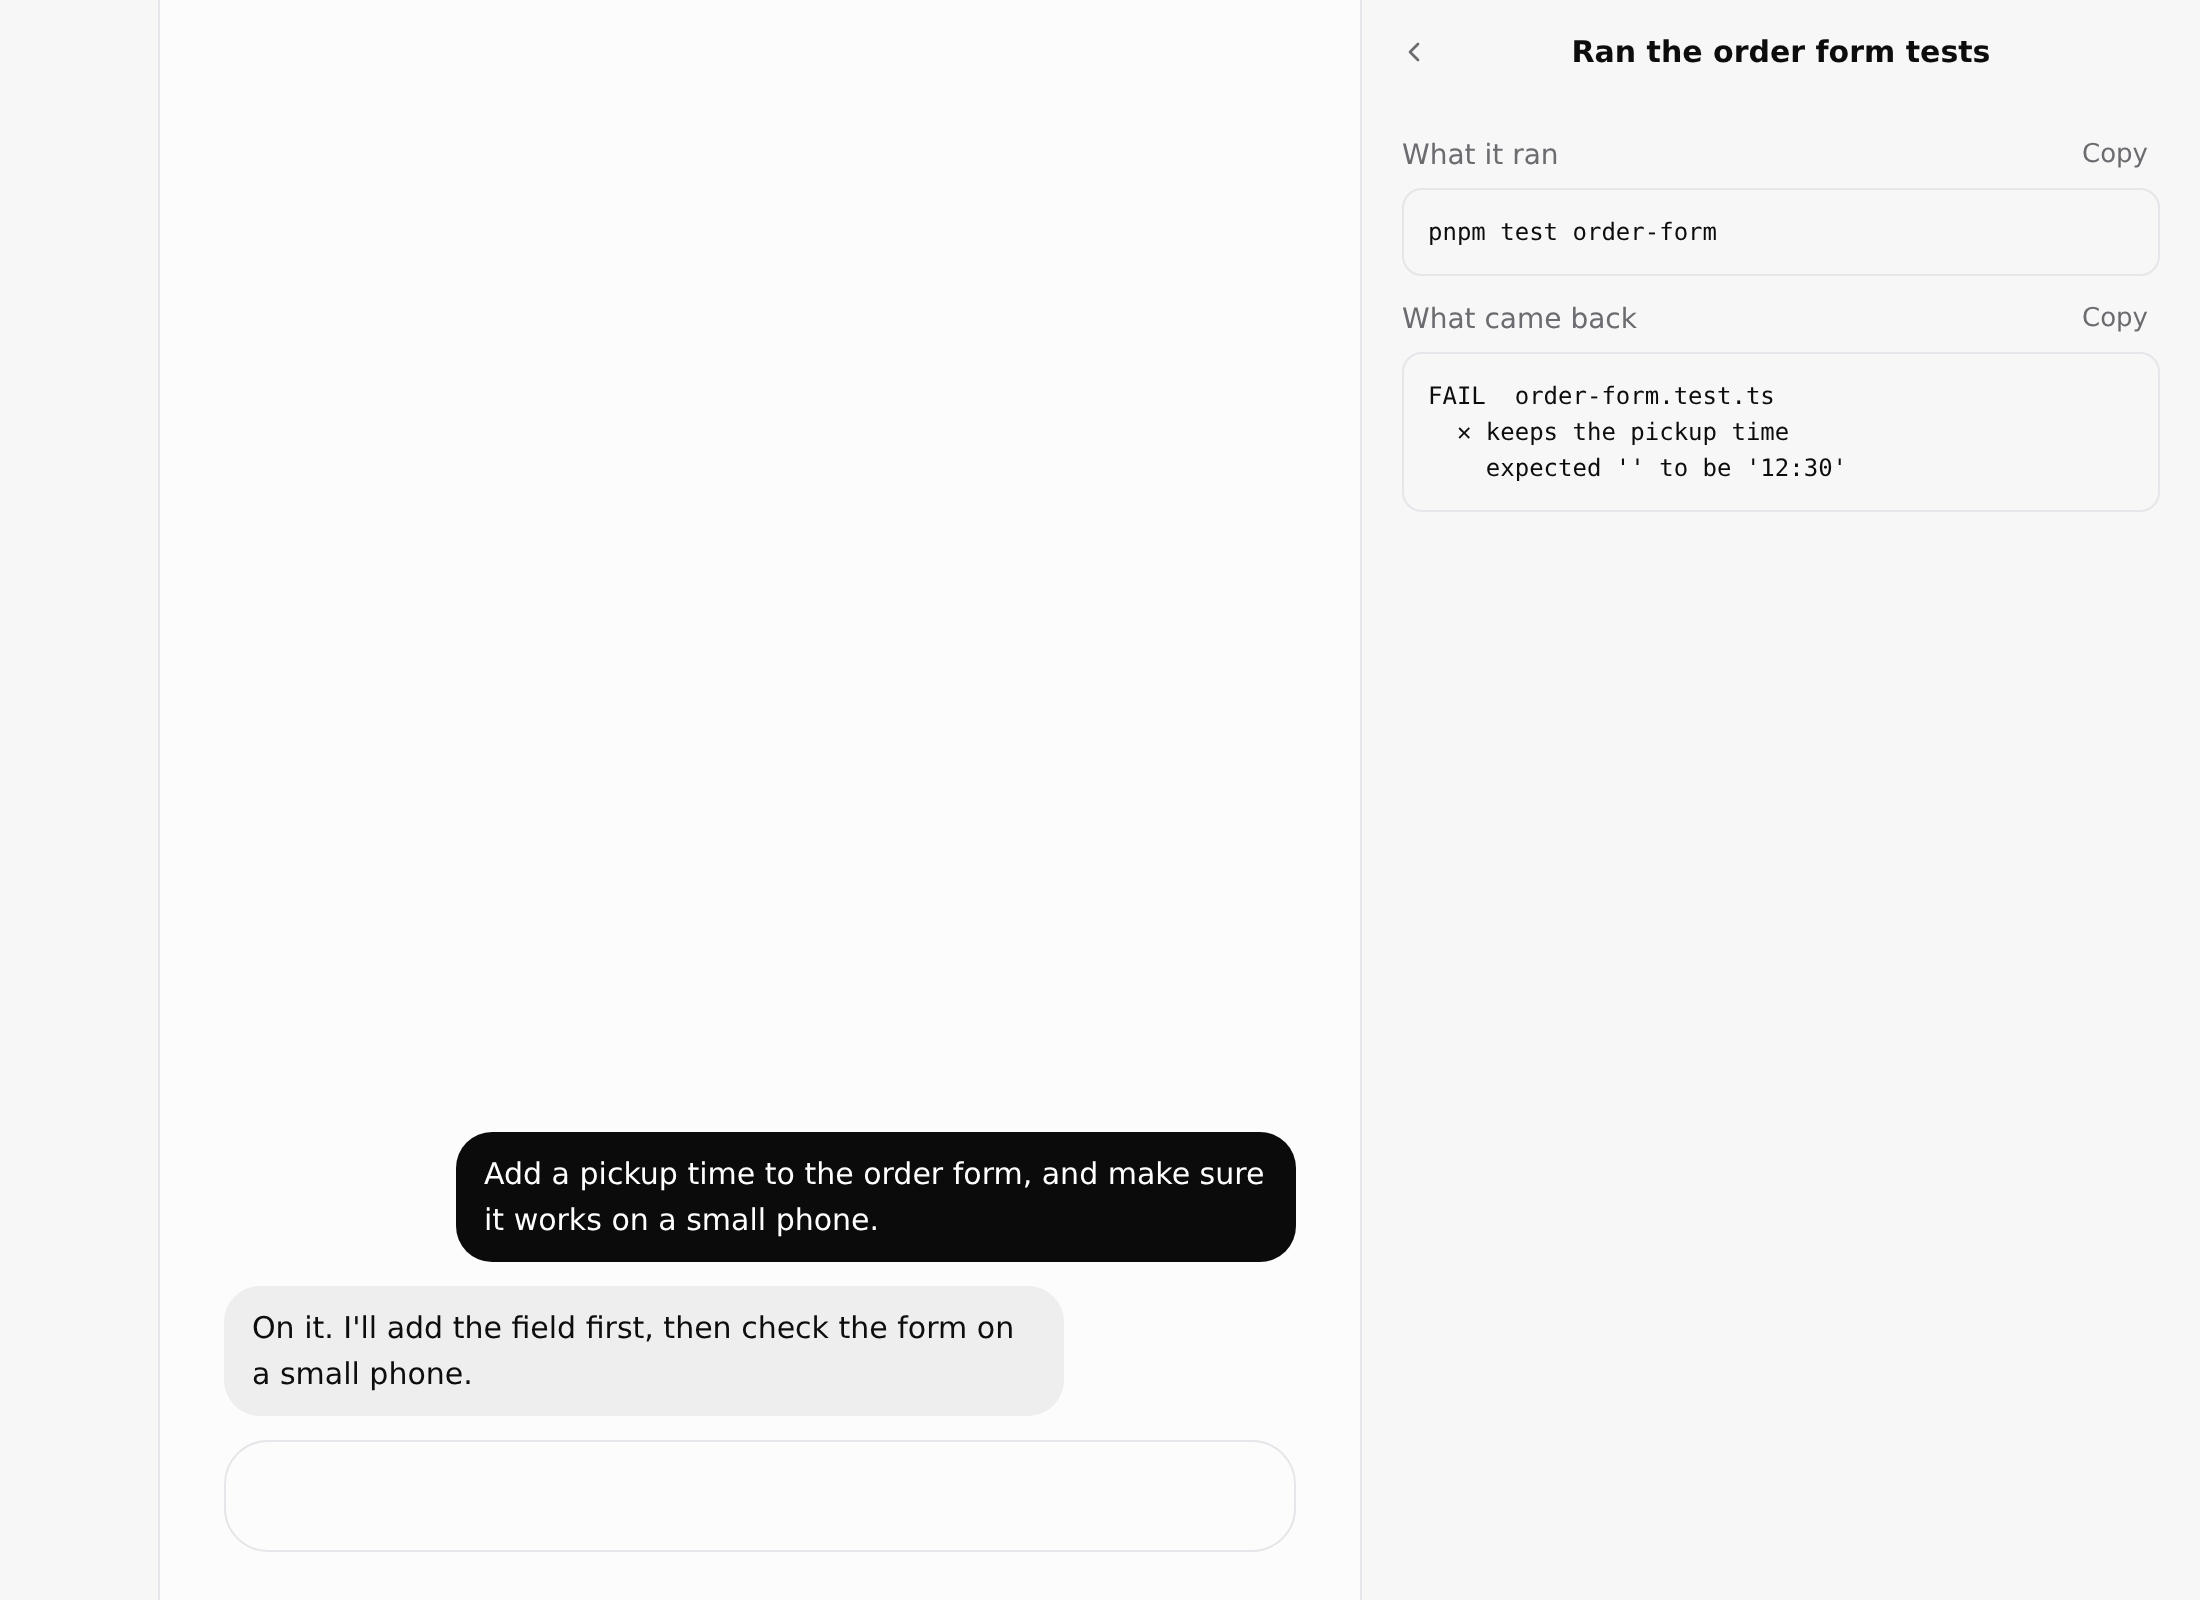 Add a pickup time to the order form, and make sure
it works on a small phone.
On it. I'll add the field first, then check the form on
a small phone.
Ran the order form tests
What it ran
Copy
pnpm test order-form
What came back
Copy
FAIL  order-form.test.ts
  × keeps the pickup time
    expected '' to be '12:30'